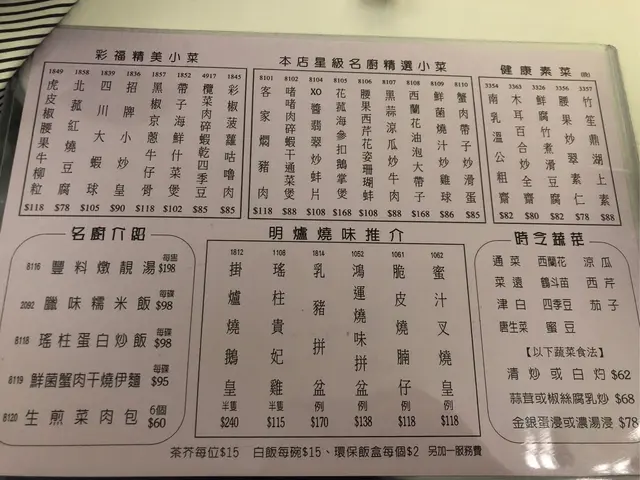 彩福精美小菜
1849 虎皮椒腰果牛柳粒 $118
1858 北菰紅燒豆腐 $78
1839 四川大蝦球 $105
1836 招牌小炒皇 $90
1857 黑椒京蔥牛仔骨 $118
1852 帶子海鮮什菜煲 $102
4917 欖菜肉碎蝦乾四季豆 $85
1845 彩椒菠蘿咕嚕肉 $85
本店星級名廚精選小菜
8101 客家燜豬肉 $118
8102 啫啫肉碎蝦干通菜煲 $88
8104 XO醬翡翠炒蚌片 $108
8105 花菰海參扣鵝掌煲 $168
8106 腰果西芹花姿珊瑚蚌 $108
8107 黑蒜涼瓜炒牛肉 $88
8108 西蘭花油泡大帶子 $168
8109 鮮菌燒汁炒雞球 $86
8110 蟹肉帶子炒滑蛋 $85
健康素菜
3354 南乳溫公粗齋 $82
3363 木耳百合炒全齋 $80
3328 鮮腐竹煮滑豆腐 $82
3356 腰果炒翠素仁 $78
3357 竹笙鼎湖上素 $88
名廚介紹
8116 豐料燉靚湯 每窩 $198
2092 臘味糯米飯 每碟 $98
8118 瑤柱蛋白炒飯 每碟 $98
8119 鮮菌蟹肉干燒伊麵 每碟 $95
8120 生煎菜肉包 6個 $60
明爐燒味推介
1812 掛爐燒鵝皇 半隻 $240
1108 瑤柱貴妃雞 半隻 $115
1814 乳豬拼盆 例 $170
1052 鴻運燒味拼盆 例 $138
1061 脆皮燒腩仔 例 $118
1062 蜜汁叉燒皇 例 $118
時令蔬菜
通菜 西蘭花 涼瓜
菜遠 鶴斗苗 西芹
津白 四季豆 茄子
唐生菜 蜜豆
【以下蔬菜食法】
清炒或白灼 $62
蒜茸或椒絲腐乳炒 $68
金銀蛋浸或濃湯浸 $78
茶芥每位$15 白飯每碗$15、環保飯盒每個$2 另加一服務費